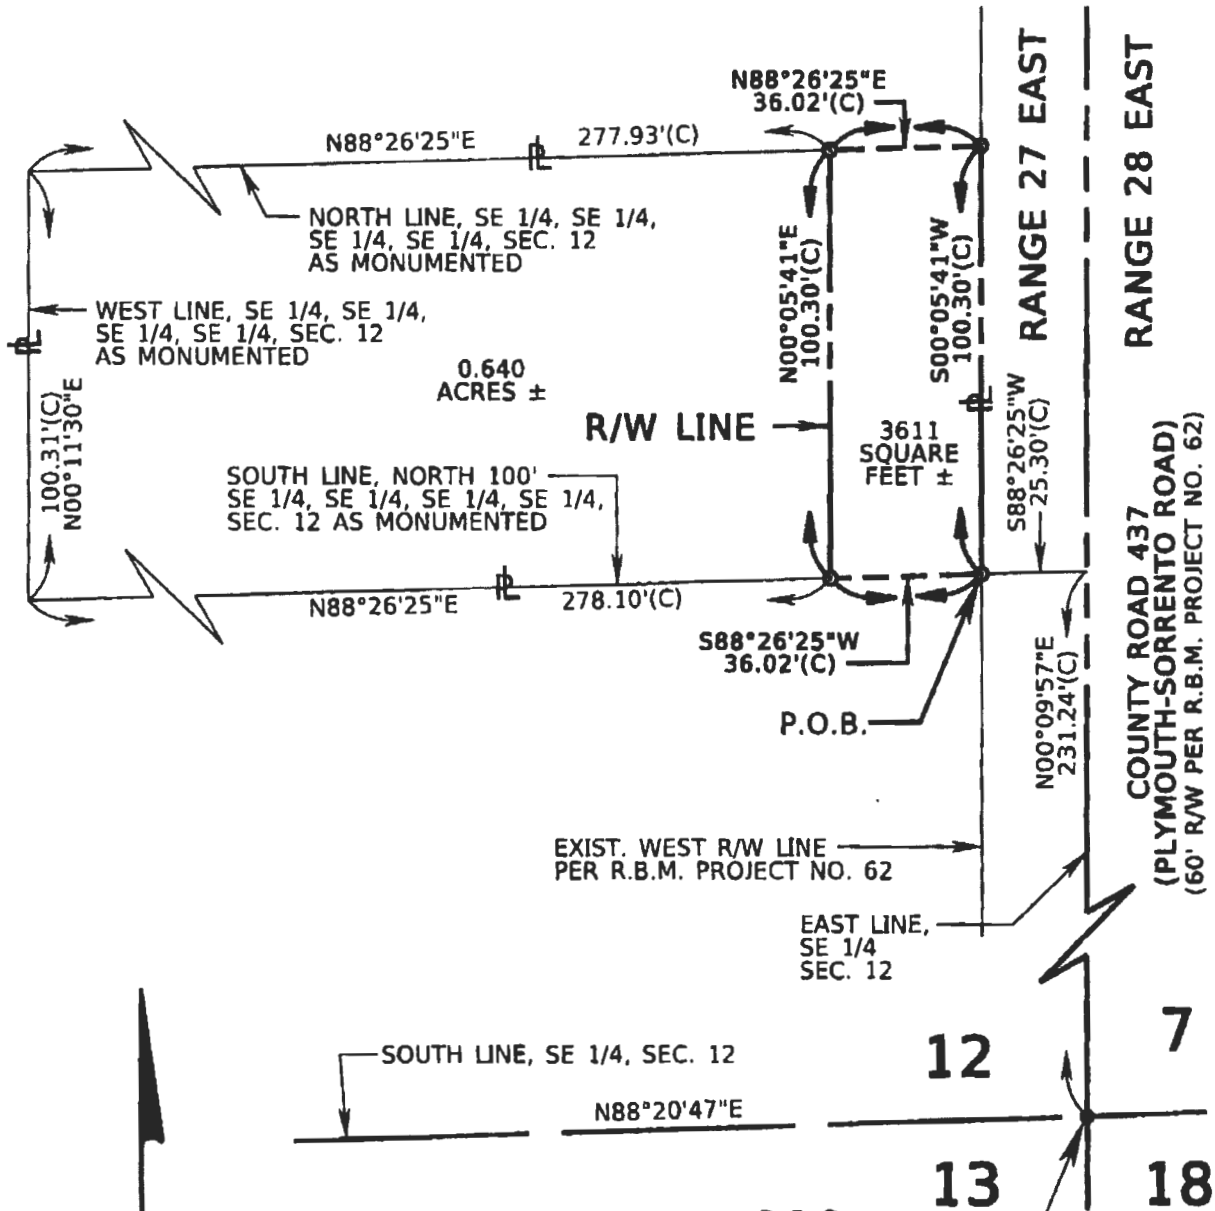 N88°26'25"E
36.02'(C)
N88°26'25"E
277.93'(C)
RANGE 27 EAST
RANGE 28 EAST
NORTH LINE, SE 1/4, SE 1/4,
SE 1/4, SE 1/4, SEC. 12
AS MONUMENTED
WEST LINE, SE 1/4, SE 1/4,
SE 1/4, SE 1/4, SEC. 12
AS MONUMENTED
N00°05'41"E
100.30'(C)
S00°05'41"W
100.30'(C)
0.640
ACRES ±
R/W LINE
3611
SQUARE
FEET ±
100.31'(C)
N00°11'30"E
S88°26'25"W
25.30'(C)
SOUTH LINE, NORTH 100'
SE 1/4, SE 1/4, SE 1/4, SE 1/4,
SEC. 12 AS MONUMENTED
N88°26'25"E
278.10'(C)
S88°26'25"W
36.02'(C)
P.O.B.
N00°09'57"E
231.24'(C)
COUNTY ROAD 437
(PLYMOUTH-SORRENTO ROAD)
(60' R/W PER R.B.M. PROJECT NO. 62)
EXIST. WEST R/W LINE
PER R.B.M. PROJECT NO. 62
EAST LINE,
SE 1/4
SEC. 12
SOUTH LINE, SE 1/4, SEC. 12
12
7
N88°20'47"E
13
18